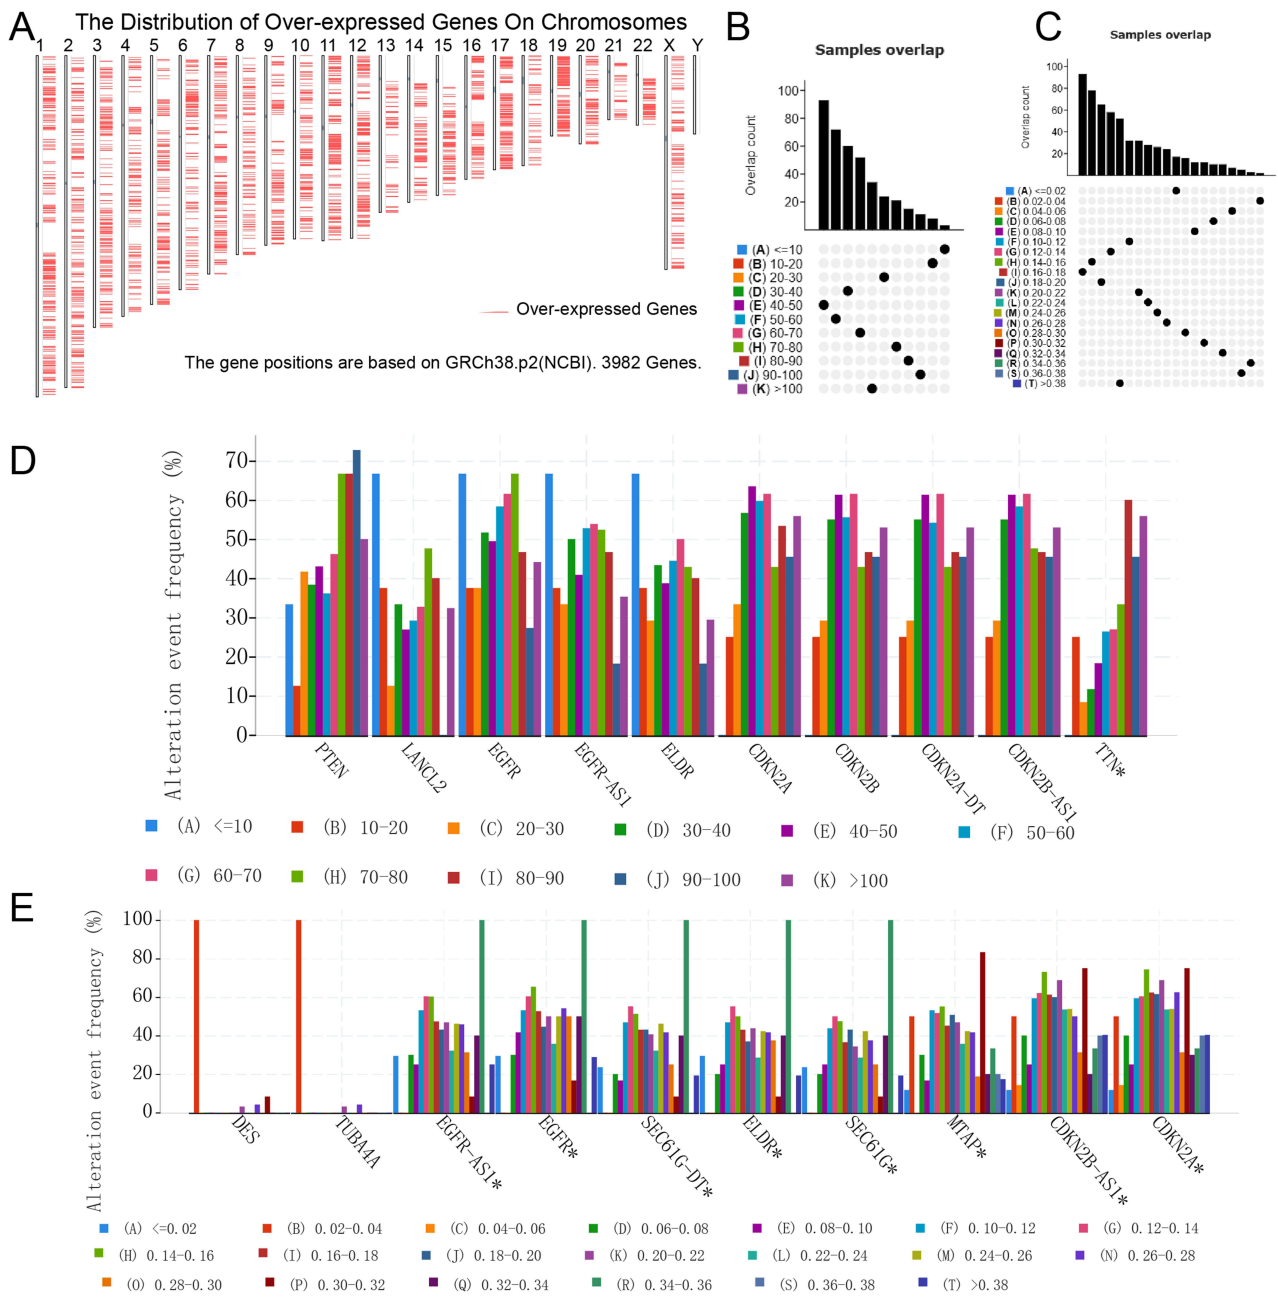 A
The Distribution of Over-expressed Genes On Chromosomes
1 2 3 4 5 6 7 8 9 10 11 12 13 14 15 16 17 18 19 20 21 22 X Y
Over-expressed Genes
The gene positions are based on GRCh38.p2(NCBI). 3982 Genes.
B
Samples overlap
Overlap count
100
80
60
40
20
(A) <=10
(B) 10-20
(C) 20-30
(D) 30-40
(E) 40-50
(F) 50-60
(G) 60-70
(H) 70-80
(I) 80-90
(J) 90-100
(K) >100
C
Samples overlap
Overlap count
100
80
60
40
20
(A) <=0.02
(B) 0.02-0.04
(C) 0.04-0.06
(D) 0.06-0.08
(E) 0.08-0.10
(F) 0.10-0.12
(G) 0.12-0.14
(H) 0.14-0.16
(I) 0.16-0.18
(J) 0.18-0.20
(K) 0.20-0.22
(L) 0.22-0.24
(M) 0.24-0.26
(N) 0.26-0.28
(O) 0.28-0.30
(P) 0.30-0.32
(Q) 0.32-0.34
(R) 0.34-0.36
(S) 0.36-0.38
(T) >0.38
D
Alteration event frequency (%)
70
60
50
40
30
20
10
0
PTEN LANCL2 EGFR EGFR-AS1 ELDR CDKN2A CDKN2B CDKN2A-DT CDKN2B-AS1 TTN*
(A) <=10 (B) 10-20 (C) 20-30 (D) 30-40 (E) 40-50 (F) 50-60
(G) 60-70 (H) 70-80 (I) 80-90 (J) 90-100 (K) >100
E
Alteration event frequency (%)
100
80
60
40
20
0
DES TUBA4A EGFR-AS1* EGFR* SEC61G-DT* ELDR* SEC61G* MTAP* CDKN2B-AS1* CDKN2A*
(A) <=0.02 (B) 0.02-0.04 (C) 0.04-0.06 (D) 0.06-0.08 (E) 0.08-0.10 (F) 0.10-0.12 (G) 0.12-0.14
(H) 0.14-0.16 (I) 0.16-0.18 (J) 0.18-0.20 (K) 0.20-0.22 (L) 0.22-0.24 (M) 0.24-0.26 (N) 0.26-0.28
(O) 0.28-0.30 (P) 0.30-0.32 (Q) 0.32-0.34 (R) 0.34-0.36 (S) 0.36-0.38 (T) >0.38